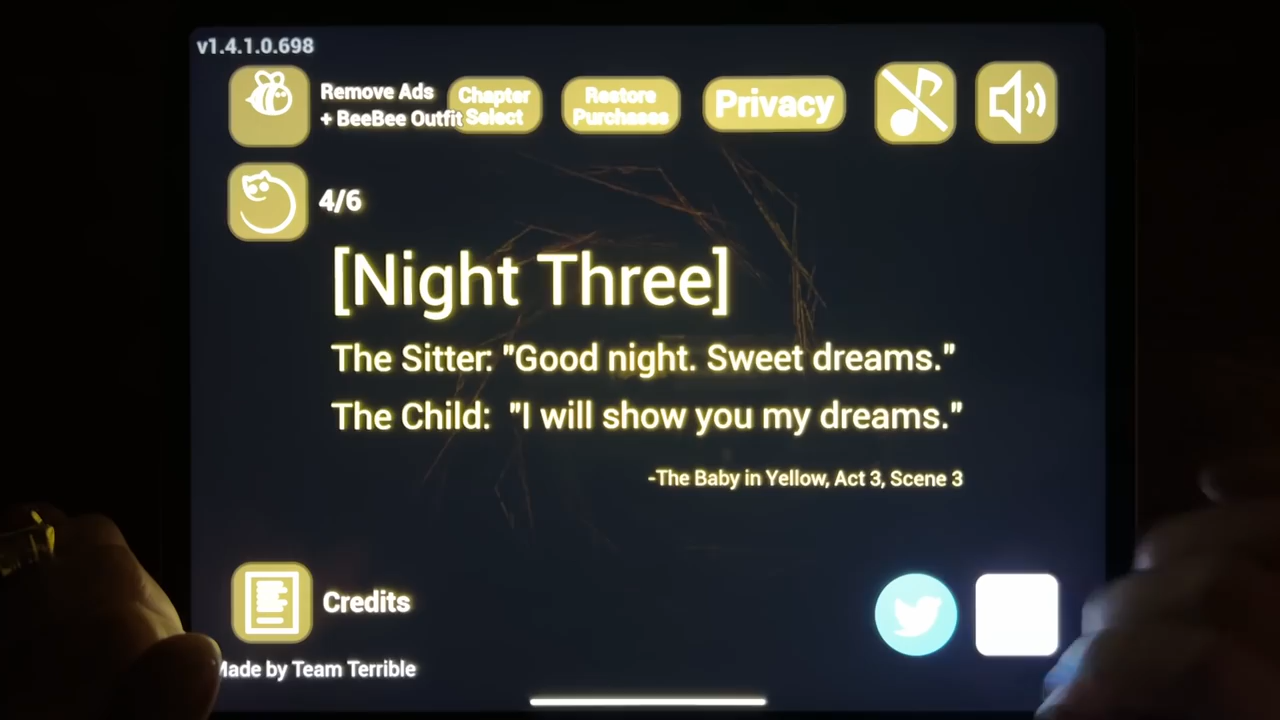 v1.4.1.0.698
Remove Ads
+ BeeBee Outfit
Chapter
Select
Restore
Purchases
Privacy
4/6
[Night Three]
The Sitter: "Good night. Sweet dreams."
The Child: "I will show you my dreams."
-The Baby in Yellow, Act 3, Scene 3
Credits
Made by Team Terrible